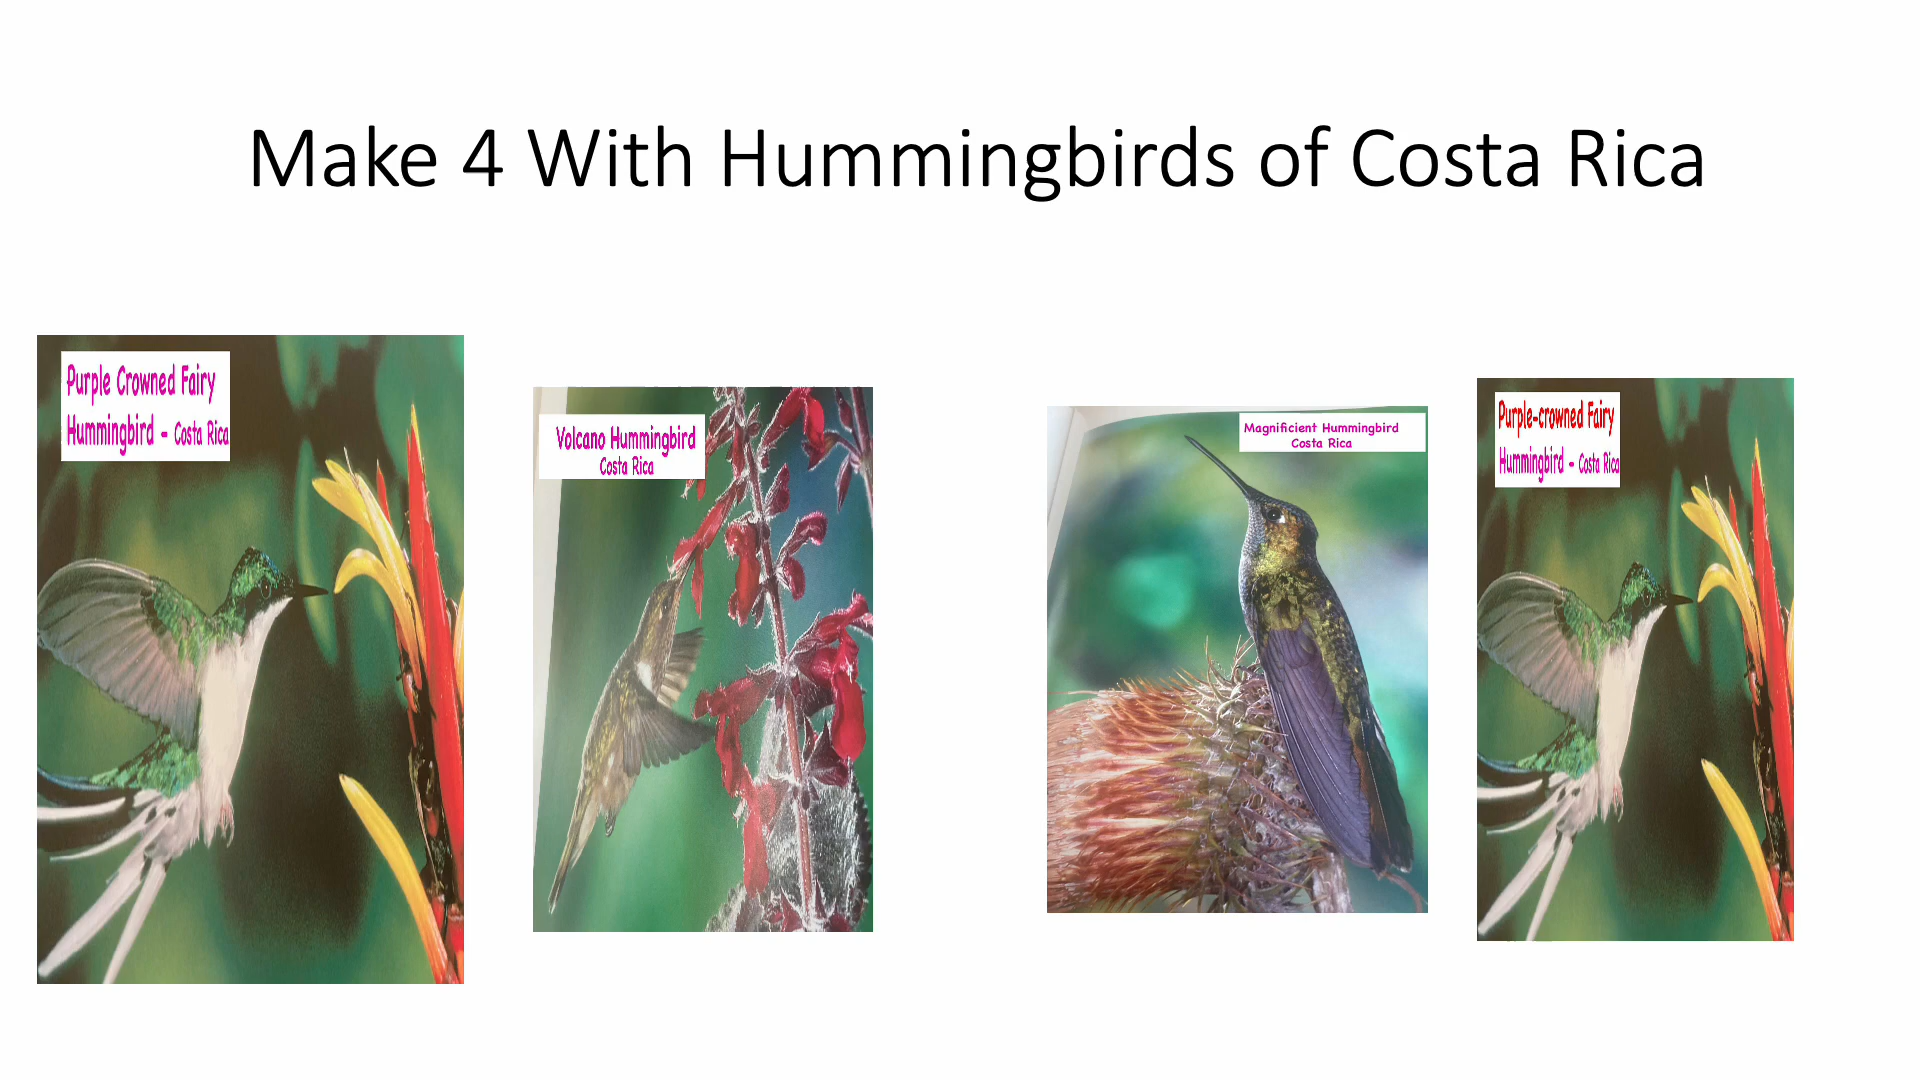 Make 4 With Hummingbirds of Costa Rica
Purple Crowned Fairy
Hummingbird - Costa Rica
Volcano Hummingbird
Costa Rica
Magnificient Hummingbird
Costa Rica
Purple-crowned Fairy
Hummingbird - Costa Rica